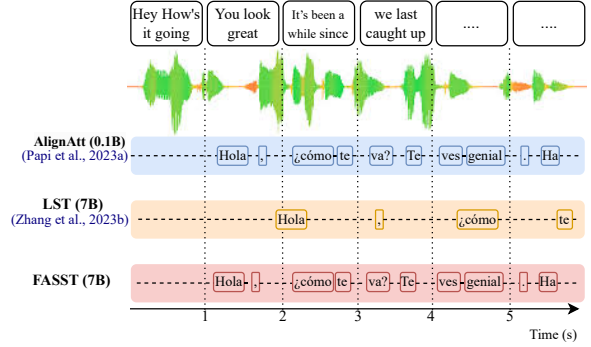 Hey How's
it going
You look
great
It's been a
while since
we last
caught up
....
....
AlignAtt (0.1B)
(Papi et al., 2023a)
Hola , ¿cómo te va? Te ves genial . Ha
LST (7B)
(Zhang et al., 2023b)
Hola , ¿cómo te
FASST (7B)
Hola , ¿cómo te va? Te ves genial . Ha
1 2 3 4 5
Time (s)